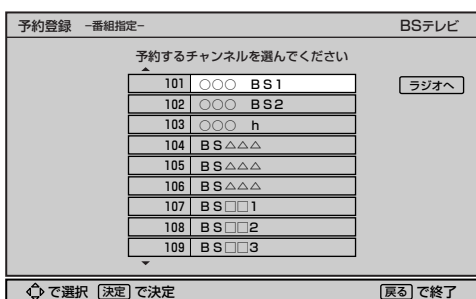 予約登録 −番組指定− BSテレビ
予約するチャンネルを選んでください
101 ○○○ BS1 ラジオへ
102 ○○○ BS2
103 ○○○ h
104 BS△△△
105 BS△△△
106 BS△△△
107 BS□□1
108 BS□□2
109 BS□□3
で選択 決定 で決定 戻る で終了